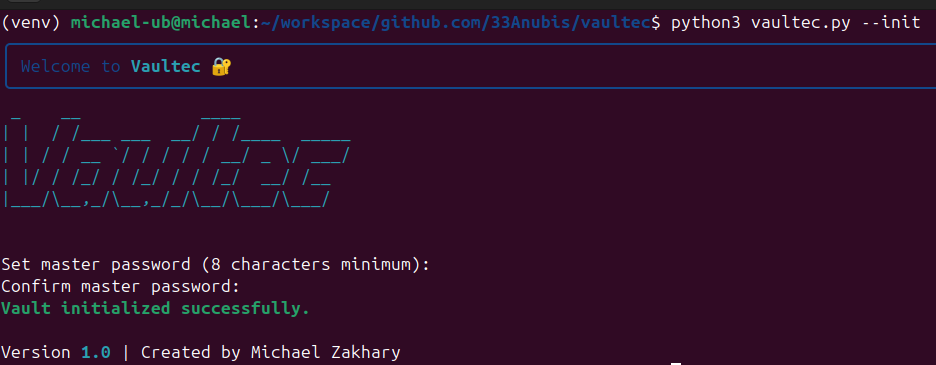 (venv) michael-ub@michael:~/workspace/github.com/33Anubis/vaultec$ python3 vaultec.py --init
Welcome to Vaultec 🔐
 _    __            ____
| |  / /___ ___  __/ / /____  _____
| | / / __ `/ / / / / __/ _ \/ ___/
| |/ / /_/ / /_/ / / /_/  __/ /__
|___/\__,_/\__,_/_/\__/\___/\___/
Set master password (8 characters minimum):
Confirm master password:
Vault initialized successfully.
Version 1.0 | Created by Michael Zakhary